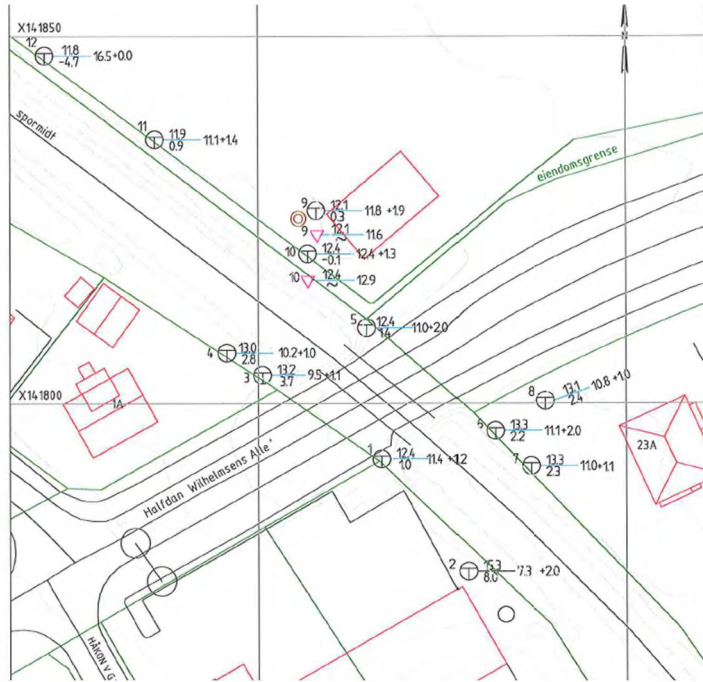 X141850
12 11.8 16.5+0.0
-4.7
11 11.9 11.1+1.4
0.9
spormidt
eiendomsgrense
9 12.1 11.8 +1.9
0.3
9 12.1 11.6
~
10 12.4 12.4 +1.3
-0.1
10 12.4 12.9
~
5 12.4 11.0+2.0
1.4
4 13.0 10.2+1.0
2.8
3 13.2 9.5+1.1
3.7
X141800
1A
8 13.1 10.8 +1.0
2.4
6 13.3 11.1+2.0
2.2
23A
7 13.3 11.0+1.1
2.3
1 12.4 11.4 +1.2
1.0
Halfdan Wilhelmsens Alle'
2 15.3 7.3 +2.0
8.0
HÅKON V G